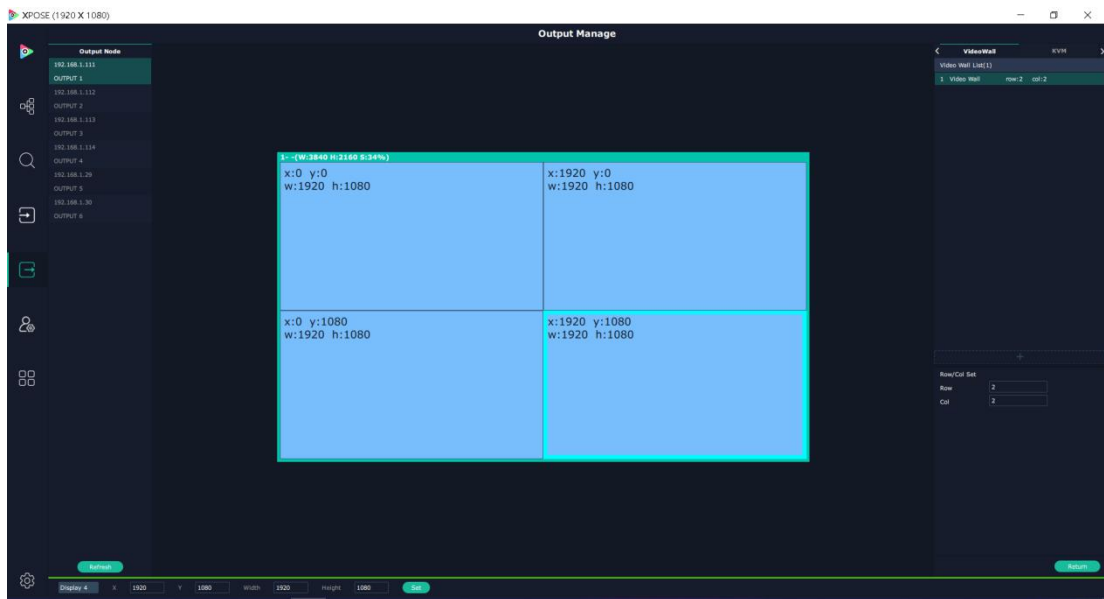 XPOSE (1920 X 1080)
Output Manage
Output Node
192.168.1.111
OUTPUT 1
192.168.1.112
OUTPUT 2
192.168.1.113
OUTPUT 3
192.168.1.114
OUTPUT 4
192.168.1.29
OUTPUT 5
192.168.1.30
OUTPUT 6
Refresh
1- -(W:3840 H:2160 S:34%)
x:0 y:0
w:1920 h:1080
x:1920 y:0
w:1920 h:1080
x:0 y:1080
w:1920 h:1080
x:1920 y:1080
w:1920 h:1080
VideoWall KVM
Video Wall List(1)
1 Video Wall row:2 col:2
+
Row/Col Set
Row 2
Col 2
Return
Display 4 X 1920 Y 1080 Width 1920 Height 1080 Set